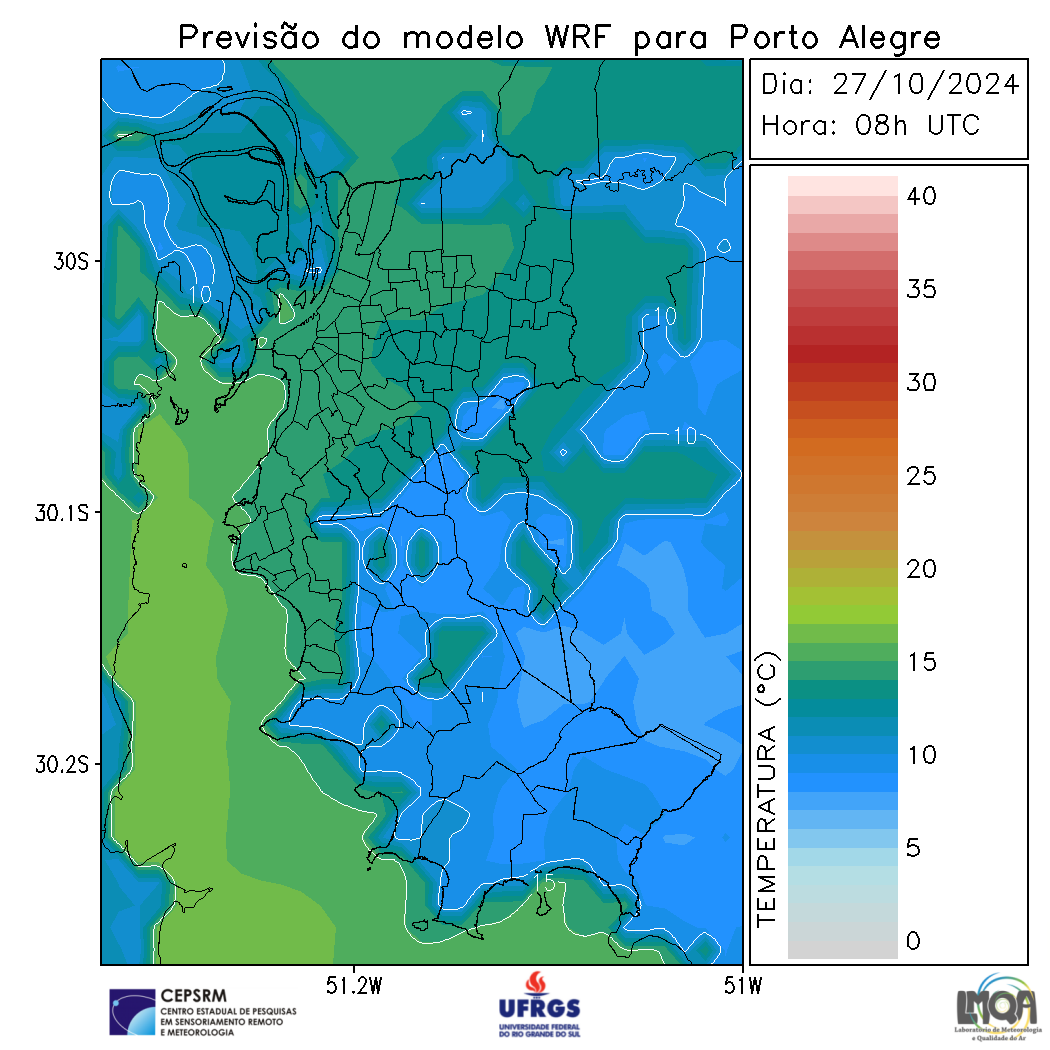 Previsão do modelo WRF para Porto Alegre
Dia: 27/10/2024
Hora: 08h UTC
30S
30.1S
30.2S
51.2W
51W
10
10
10
15
TEMPERATURA (°C)
40
35
30
25
20
15
10
5
0
CEPSRM
CENTRO ESTADUAL DE PESQUISAS
EM SENSORIAMENTO REMOTO
E METEOROLOGIA
UFRGS
UNIVERSIDADE FEDERAL
DO RIO GRANDE DO SUL
LMQA
Laboratório de Meteorologia
e Qualidade do Ar